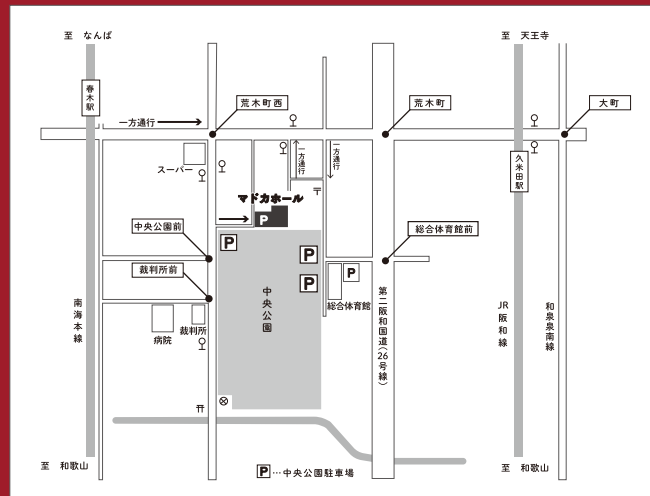 至 なんば
至 天王寺
春木駅
荒木町西
荒木町
大町
一方通行
一方通行
一方通行
久米田駅
スーパー
マドカホール
P
中央公園前
総合体育館前
P
P
P
P
裁判所前
中央公園
総合体育館
第二阪和国道(26号線)
南海本線
JR阪和線
和泉泉南線
病院
裁判所
至 和歌山
至 和歌山
P…中央公園駐車場